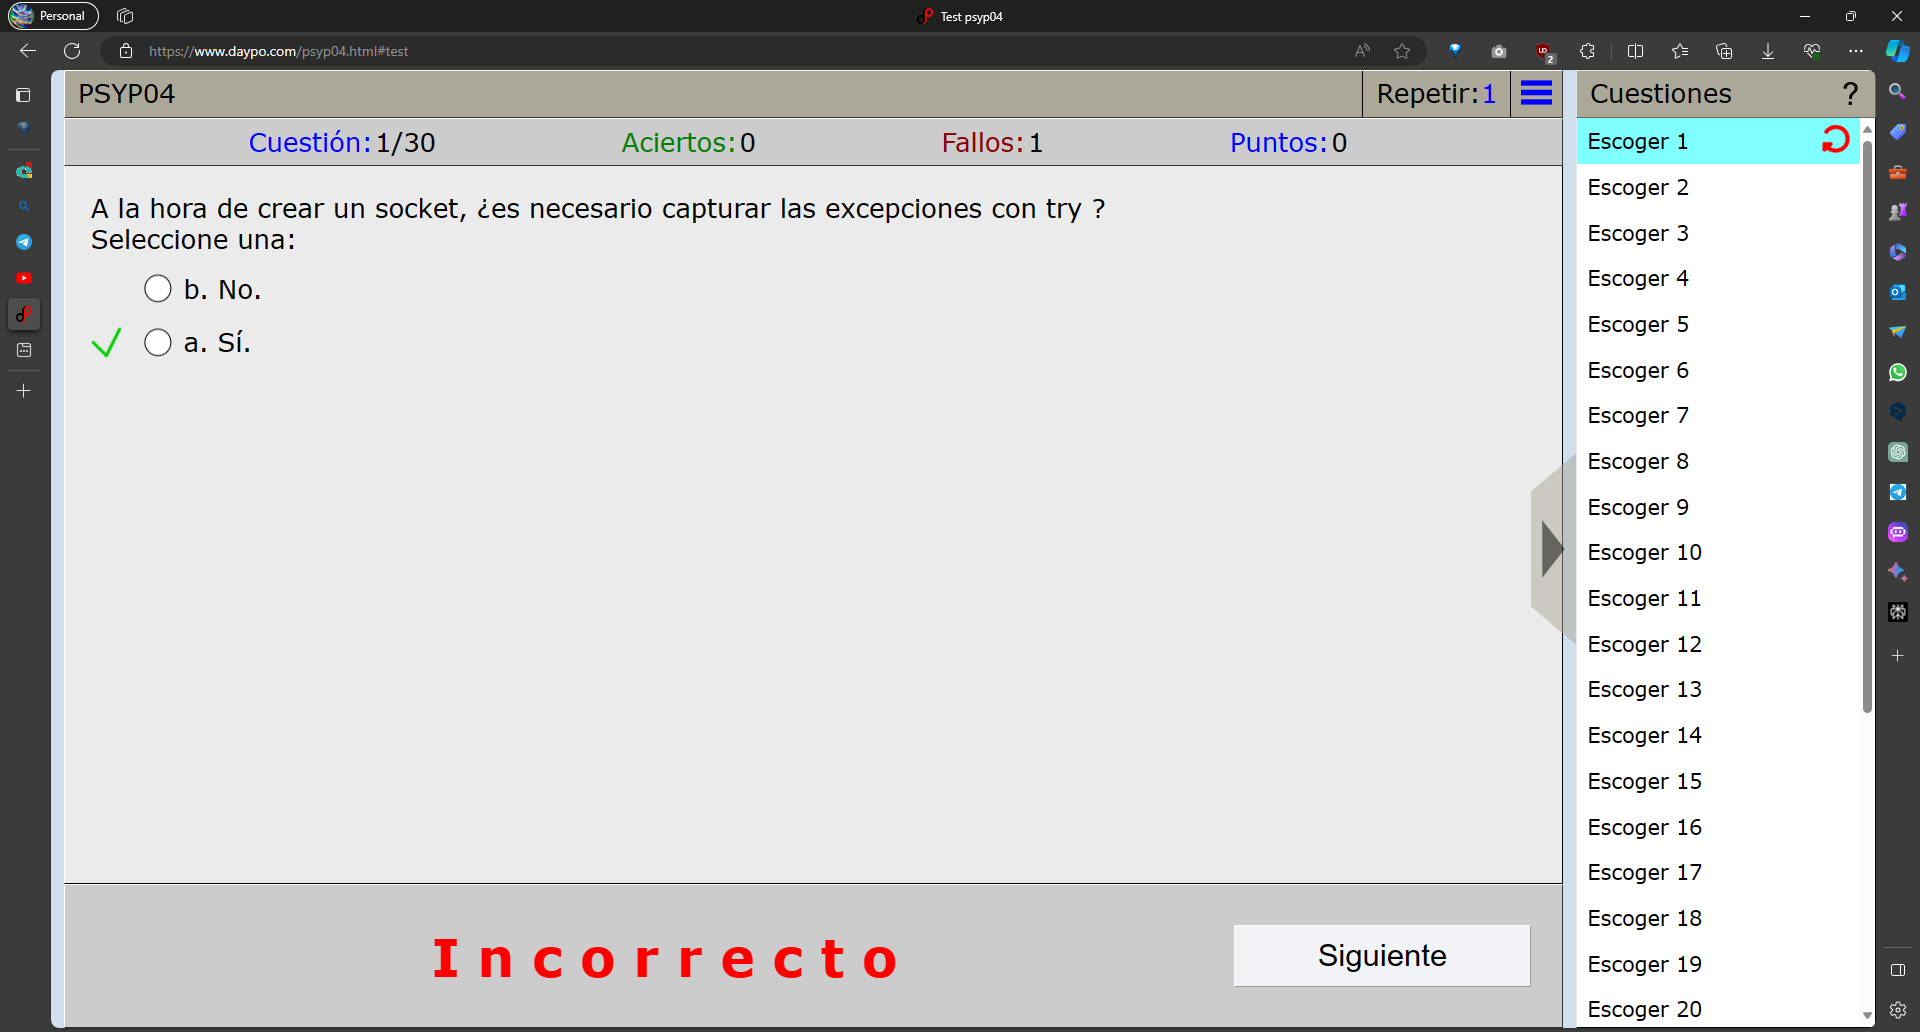 Personal
Test psyp04
https://www.daypo.com/psyp04.html#test
PSYP04
Repetir:1
Cuestión:1/30
Aciertos:0
Fallos:1
Puntos:0
A la hora de crear un socket, ¿es necesario capturar las excepciones con try ?
Seleccione una:
b. No.
a. Sí.
Incorrecto
Siguiente
Cuestiones
?
Escoger 1
Escoger 2
Escoger 3
Escoger 4
Escoger 5
Escoger 6
Escoger 7
Escoger 8
Escoger 9
Escoger 10
Escoger 11
Escoger 12
Escoger 13
Escoger 14
Escoger 15
Escoger 16
Escoger 17
Escoger 18
Escoger 19
Escoger 20
2